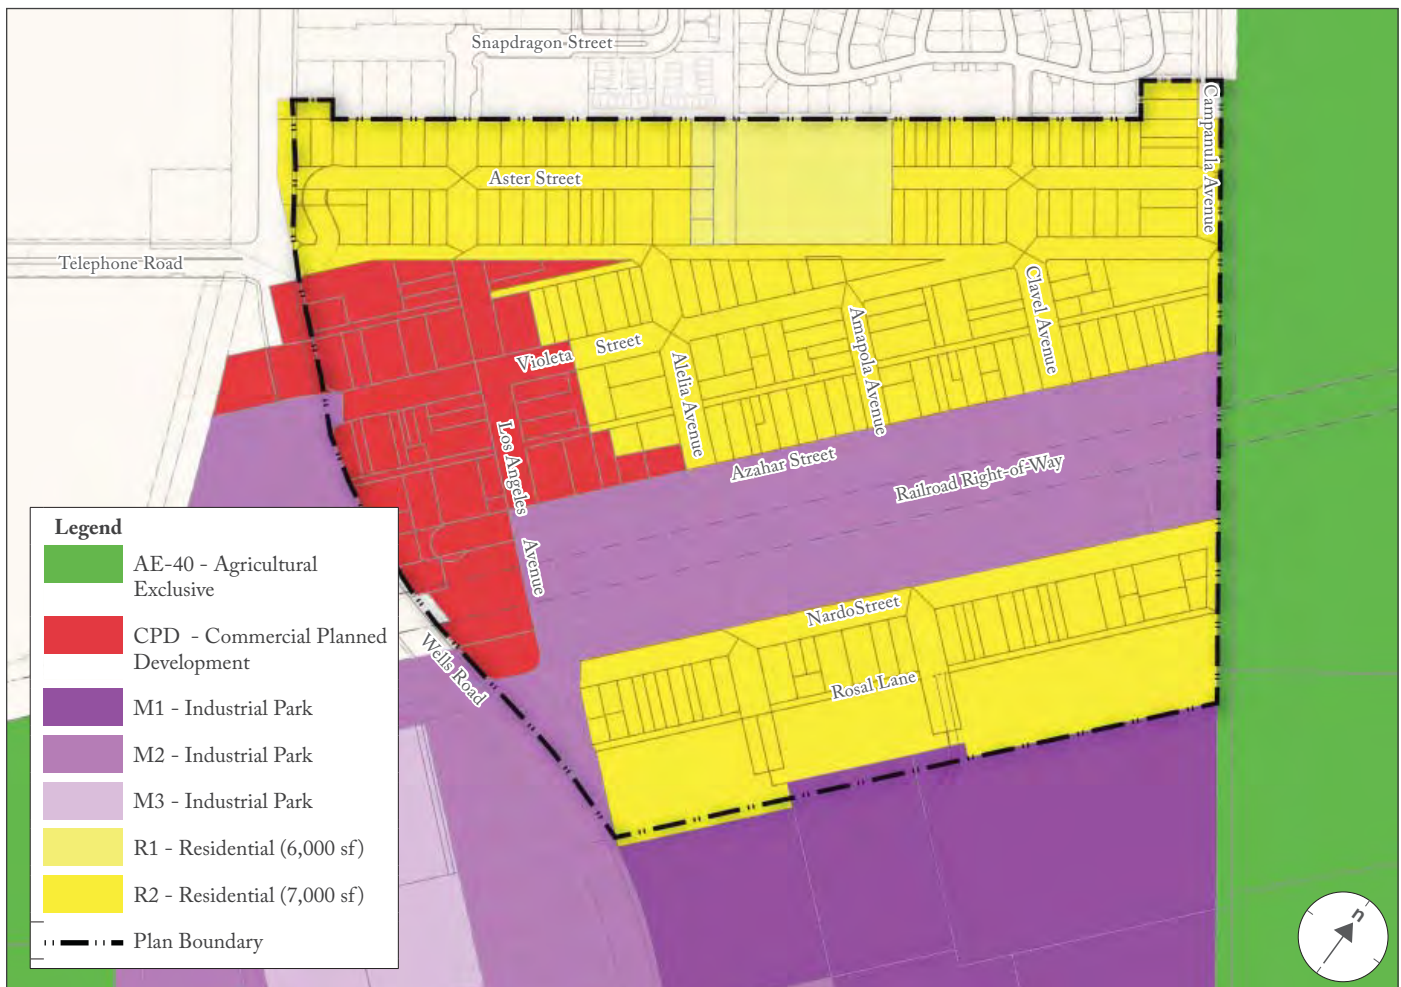 Snapdragon Street
Campanula Avenue
Aster Street
Telephone Road
Clavel Avenue
Amapola Avenue
Violeta Street
Alelia Avenue
Los Angeles Avenue
Azahar Street
Railroad Right-of-Way
NardoStreet
Rosal Lane
Wells Road
Legend
AE-40 - Agricultural
Exclusive
CPD - Commercial Planned
Development
M1 - Industrial Park
M2 - Industrial Park
M3 - Industrial Park
R1 - Residential (6,000 sf)
R2 - Residential (7,000 sf)
Plan Boundary
n